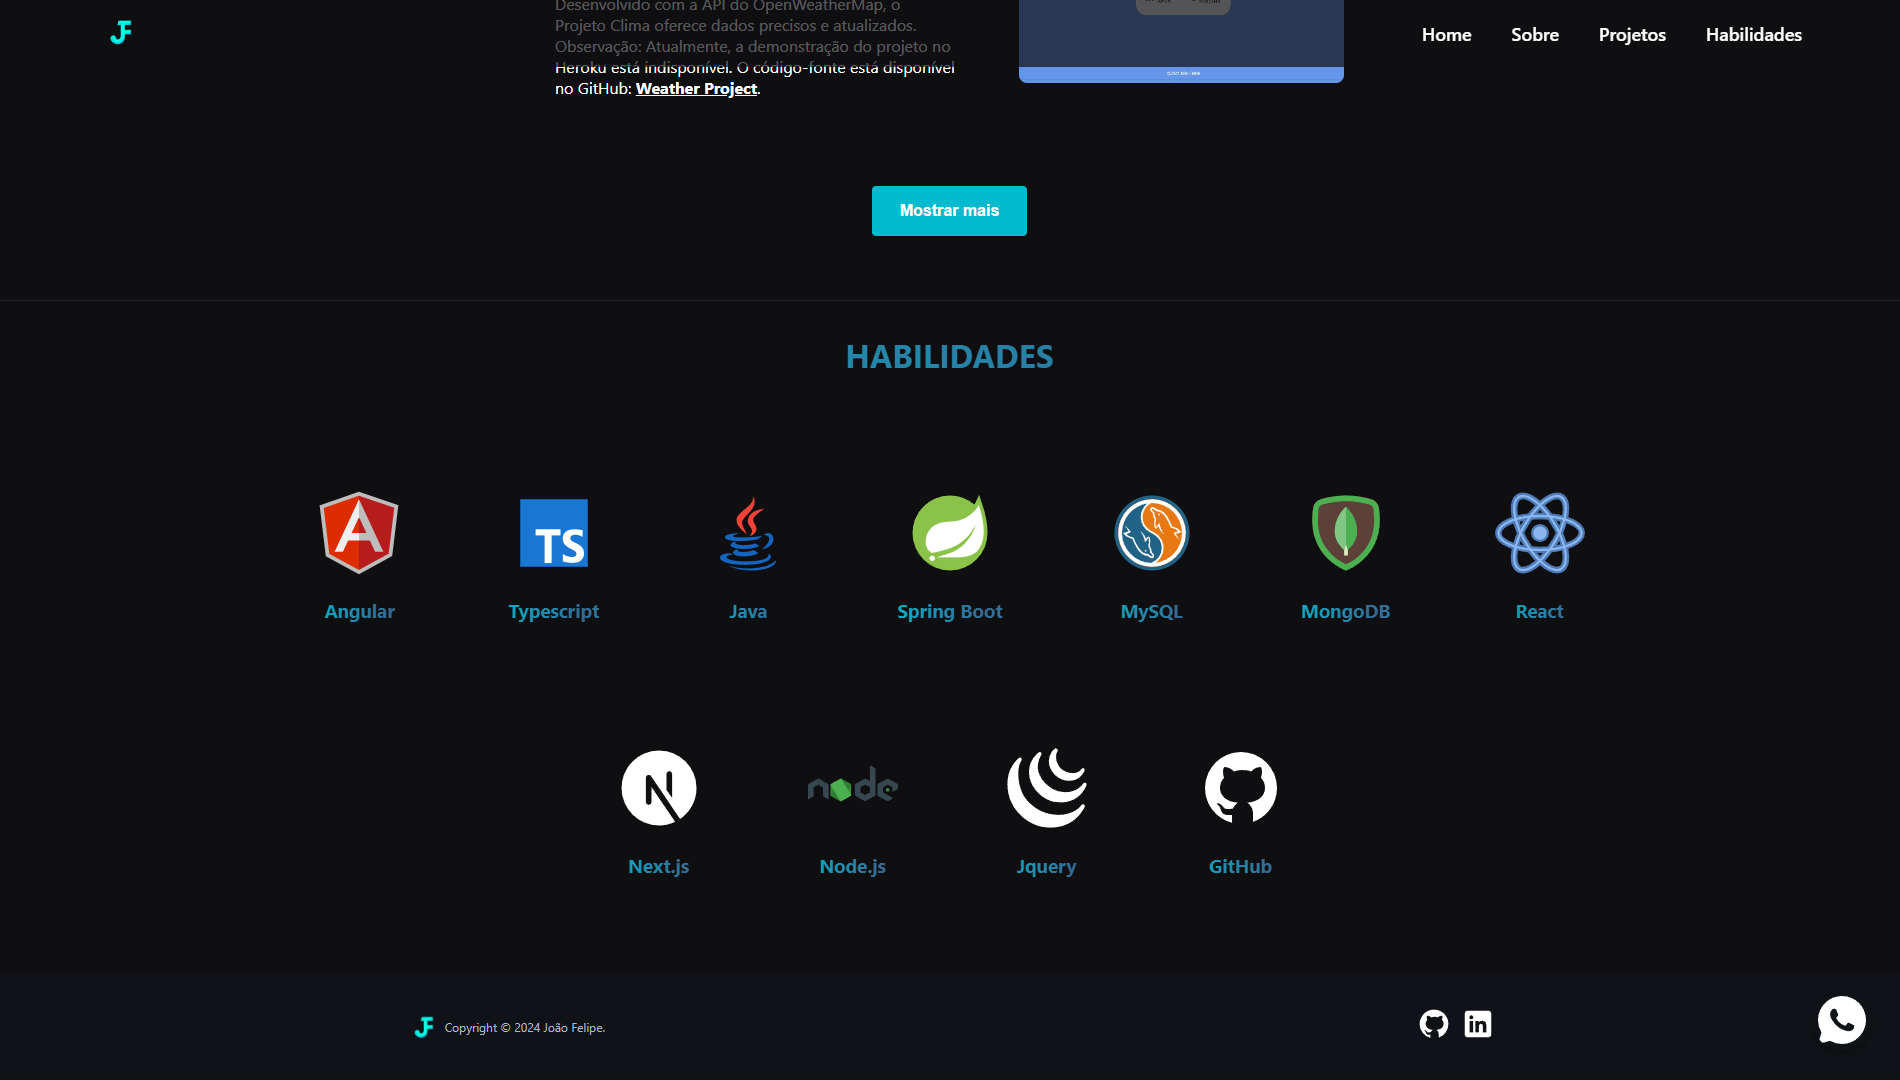 Desenvolvido com a API do OpenWeatherMap, o
Projeto Clima oferece dados precisos e atualizados.
Observação: Atualmente, a demonstração do projeto no
Heroku está indisponível. O código-fonte está disponível
no GitHub: Weather Project.
JF
Home
Sobre
Projetos
Habilidades
Mostrar mais
HABILIDADES
TS
Angular
Typescript
Java
Spring Boot
MySQL
MongoDB
React
node
Next.js
Node.js
Jquery
GitHub
JF
Copyright © 2024 João Felipe.
in